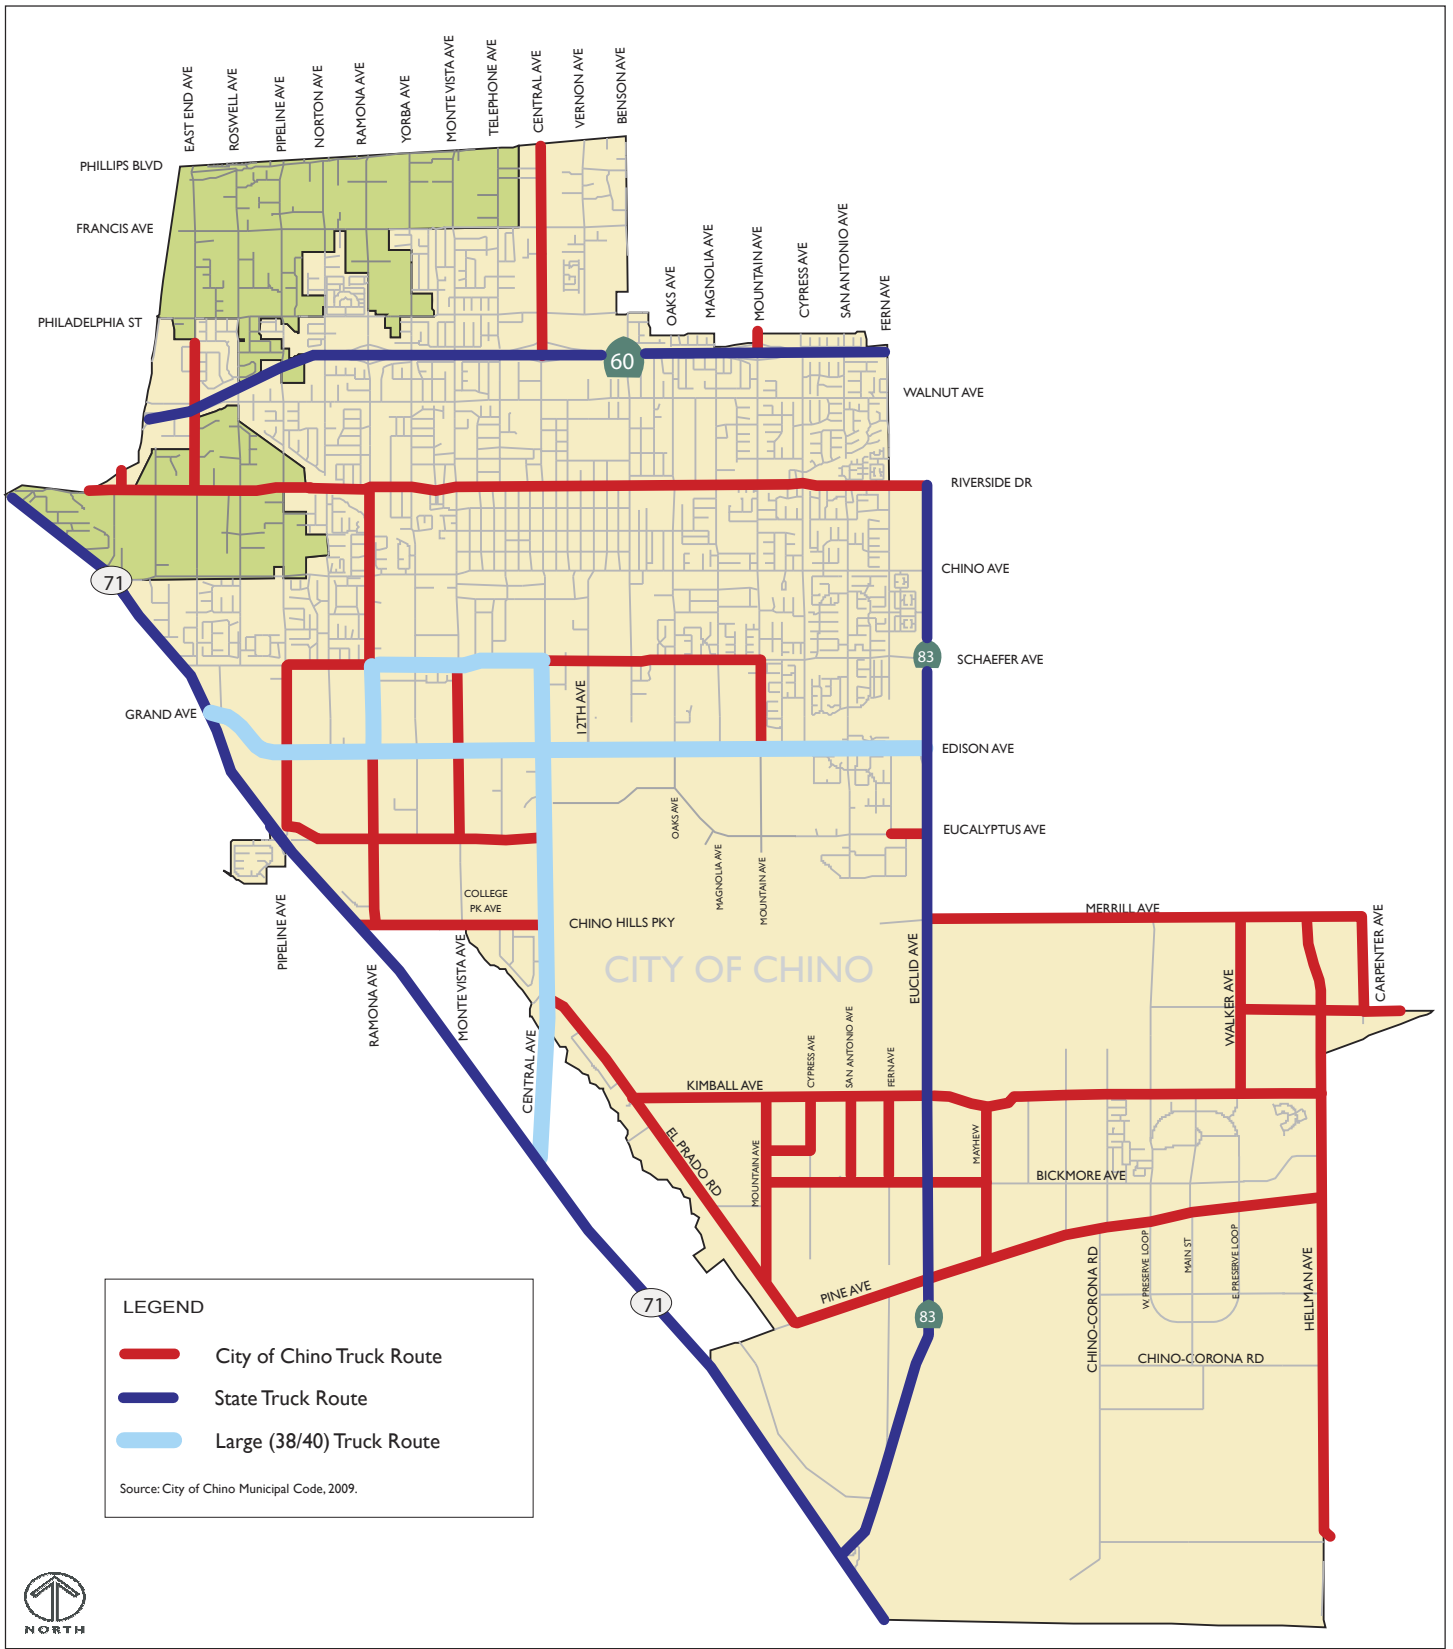 EAST END AVE
ROSWELL AVE
PIPELINE AVE
NORTON AVE
RAMONA AVE
YORBA AVE
MONTE VISTA AVE
TELEPHONE AVE
CENTRAL AVE
VERNON AVE
BENSON AVE
PHILLIPS BLVD
FRANCIS AVE
PHILADELPHIA ST
OAKS AVE
MAGNOLIA AVE
MOUNTAIN AVE
CYPRESS AVE
SAN ANTONIO AVE
FERN AVE
60
WALNUT AVE
RIVERSIDE DR
CHINO AVE
71
83
SCHAEFER AVE
GRAND AVE
12TH AVE
EDISON AVE
OAKS AVE
MAGNOLIA AVE
MOUNTAIN AVE
EUCALYPTUS AVE
COLLEGE
PK AVE
PIPELINE AVE
RAMONA AVE
MONTE VISTA AVE
CHINO HILLS PKY
CITY OF CHINO
EUCLID AVE
MERRILL AVE
CARPENTER AVE
WALKER AVE
CENTRAL AVE
KIMBALL AVE
CYPRESS AVE
SAN ANTONIO AVE
FERN AVE
EL PRADO RD
MOUNTAIN AVE
MAYHEW
BICKMORE AVE
PINE AVE
CHINO-CORONA RD
W. PRESERVE LOOP
MAIN ST
E. PRESERVE LOOP
HELLMAN AVE
71
83
CHINO-CORONA RD
LEGEND
City of Chino Truck Route
State Truck Route
Large (38/40) Truck Route
Source: City of Chino Municipal Code, 2009.
NORTH